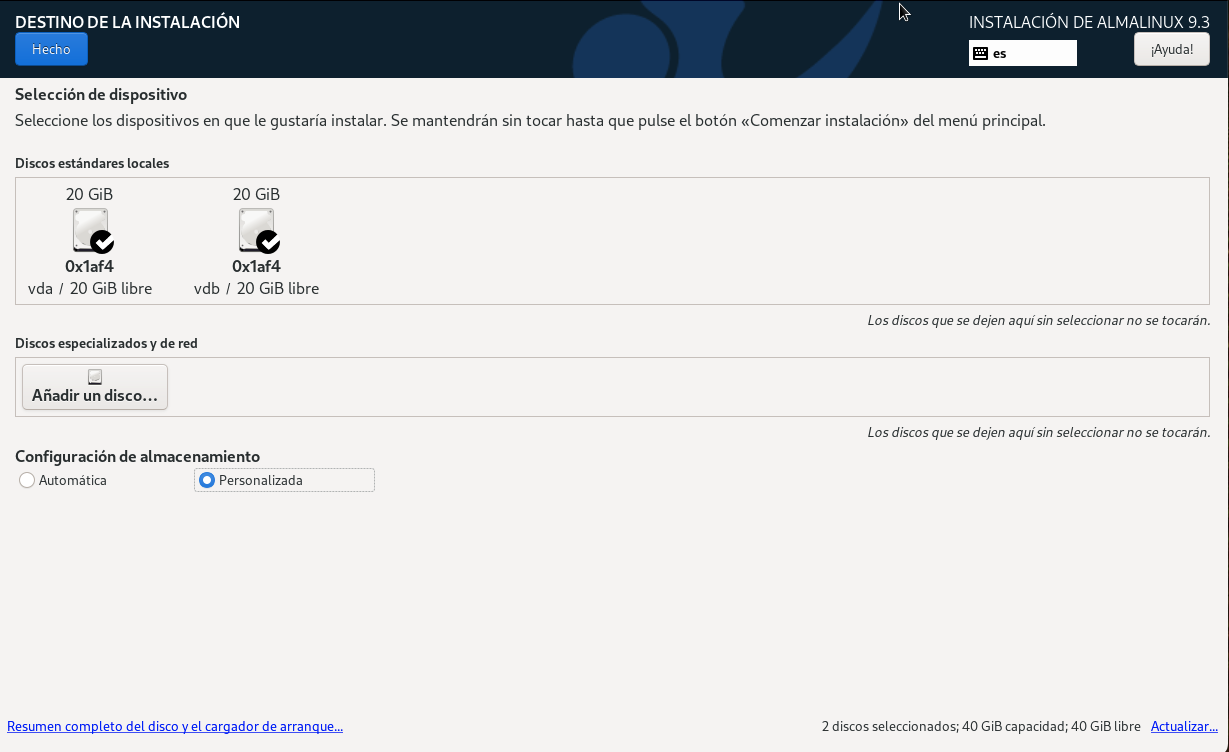 DESTINO DE LA INSTALACIÓN
INSTALACIÓN DE ALMALINUX 9.3
Hecho
es
¡Ayuda!
Selección de dispositivo
Seleccione los dispositivos en que le gustaría instalar. Se mantendrán sin tocar hasta que pulse el botón «Comenzar instalación» del menú principal.
Discos estándares locales
20 GiB
20 GiB
0x1af4
0x1af4
vda / 20 GiB libre
vdb / 20 GiB libre
Los discos que se dejen aquí sin seleccionar no se tocarán.
Discos especializados y de red
Añadir un disco...
Los discos que se dejen aquí sin seleccionar no se tocarán.
Configuración de almacenamiento
Automática
Personalizada
Resumen completo del disco y el cargador de arranque...
2 discos seleccionados; 40 GiB capacidad; 40 GiB libre
Actualizar...